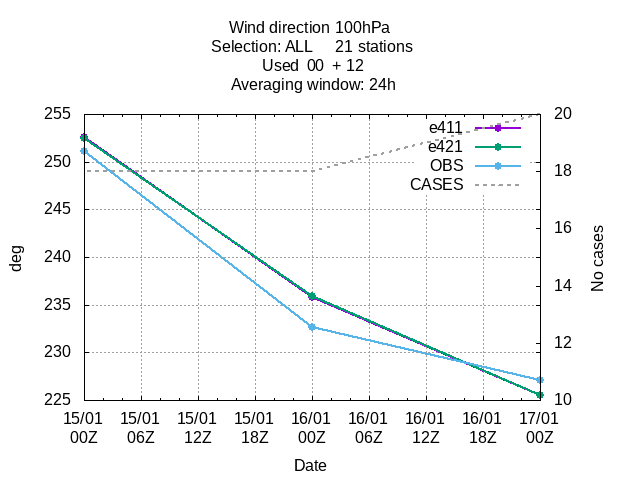 Wind direction 100hPa
Selection: ALL     21 stations
Used  00  + 12
Averaging window: 24h
255
250
245
240
235
230
225
deg
20
18
16
14
12
10
No cases
e411
e421
OBS
CASES
15/01 15/01 15/01 15/01 16/01 16/01 16/01 16/01 17/01
00Z 06Z 12Z 18Z 00Z 06Z 12Z 18Z 00Z
Date